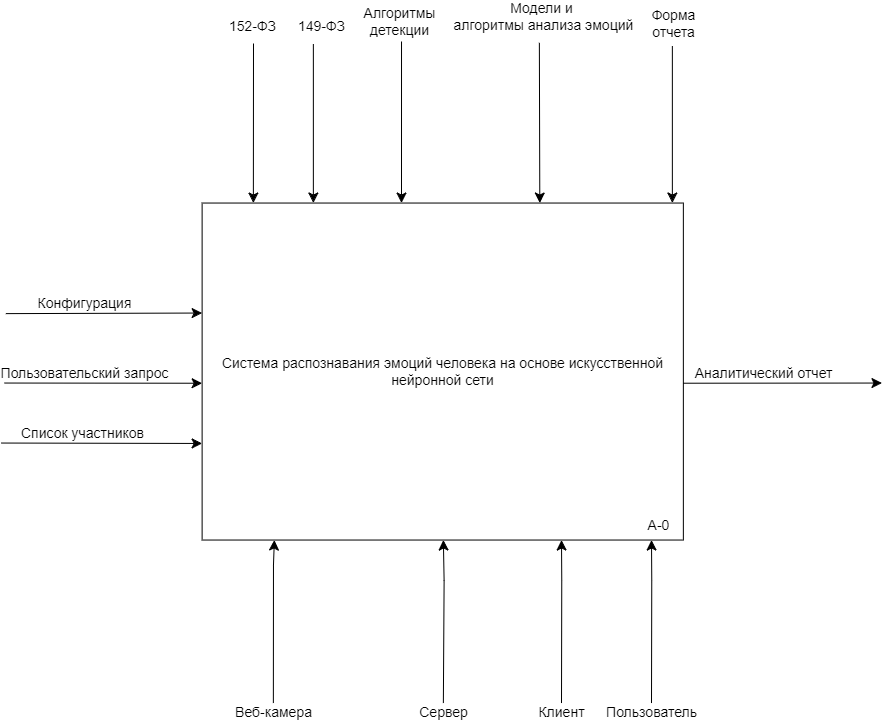 152-ФЗ
149-ФЗ
Алгоритмы
детекции
Модели и
алгоритмы анализа эмоций
Форма
отчета
Конфигурация
Пользовательский запрос
Список участников
Система распознавания эмоций человека на основе искусственной
нейронной сети
Аналитический отчет
А-0
Веб-камера
Сервер
Клиент
Пользователь